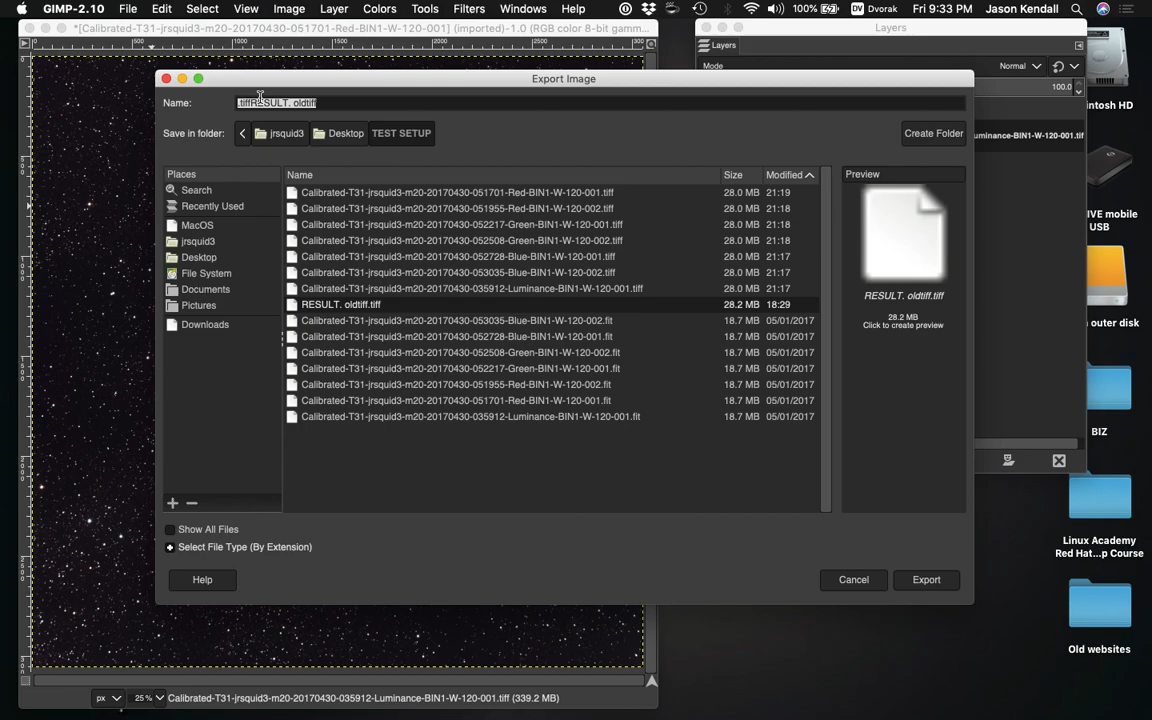 GIMP-2.10 File Edit Select View Image Layer Colors Tools Filters Windows Help 100% DV Dvorak Fri 9:33 PM Jason Kendall
*[Calibrated-T31-jrsquid3-m20-20170430-051701-Red-BIN1-W-120-001] (imported)-1.0 (RGB color 8-bit gamm...
Layers
0 500 1000 1500 2000 2500 300
Layers
Mode Normal
100.0
Export Image
Name: .tiffRESULT. oldtiff
Save in folder: jrsquid3 Desktop TEST SETUP Create Folder
intosh HD
uminance-BIN1-W-120-001.tif
Places
Search
Recently Used
MacOS
jrsquid3
Desktop
File System
Documents
Pictures
Downloads
Name Size Modified
Calibrated-T31-jrsquid3-m20-20170430-051701-Red-BIN1-W-120-001.tiff 28.0 MB 21:19
Calibrated-T31-jrsquid3-m20-20170430-051955-Red-BIN1-W-120-002.tiff 28.0 MB 21:18
Calibrated-T31-jrsquid3-m20-20170430-052217-Green-BIN1-W-120-001.tiff 28.0 MB 21:18
Calibrated-T31-jrsquid3-m20-20170430-052508-Green-BIN1-W-120-002.tiff 28.0 MB 21:18
Calibrated-T31-jrsquid3-m20-20170430-052728-Blue-BIN1-W-120-001.tiff 28.0 MB 21:17
Calibrated-T31-jrsquid3-m20-20170430-053035-Blue-BIN1-W-120-002.tiff 28.0 MB 21:17
Calibrated-T31-jrsquid3-m20-20170430-035912-Luminance-BIN1-W-120-001.tiff 28.0 MB 21:17
RESULT. oldtiff.tiff 28.2 MB 18:29
Calibrated-T31-jrsquid3-m20-20170430-053035-Blue-BIN1-W-120-002.fit 18.7 MB 05/01/2017
Calibrated-T31-jrsquid3-m20-20170430-052728-Blue-BIN1-W-120-001.fit 18.7 MB 05/01/2017
Calibrated-T31-jrsquid3-m20-20170430-052508-Green-BIN1-W-120-002.fit 18.7 MB 05/01/2017
Calibrated-T31-jrsquid3-m20-20170430-052217-Green-BIN1-W-120-001.fit 18.7 MB 05/01/2017
Calibrated-T31-jrsquid3-m20-20170430-051955-Red-BIN1-W-120-002.fit 18.7 MB 05/01/2017
Calibrated-T31-jrsquid3-m20-20170430-051701-Red-BIN1-W-120-001.fit 18.7 MB 05/01/2017
Calibrated-T31-jrsquid3-m20-20170430-035912-Luminance-BIN1-W-120-001.fit 18.7 MB 05/01/2017
Preview
RESULT. oldtiff.tiff
28.2 MB
Click to create preview
IVE mobile
USB
outer disk
BIZ
Show All Files
Select File Type (By Extension)
Help Cancel Export
Linux Academy
Red Hat...p Course
Old websites
px 25% Calibrated-T31-jrsquid3-m20-20170430-035912-Luminance-BIN1-W-120-001.tiff (339.2 MB)